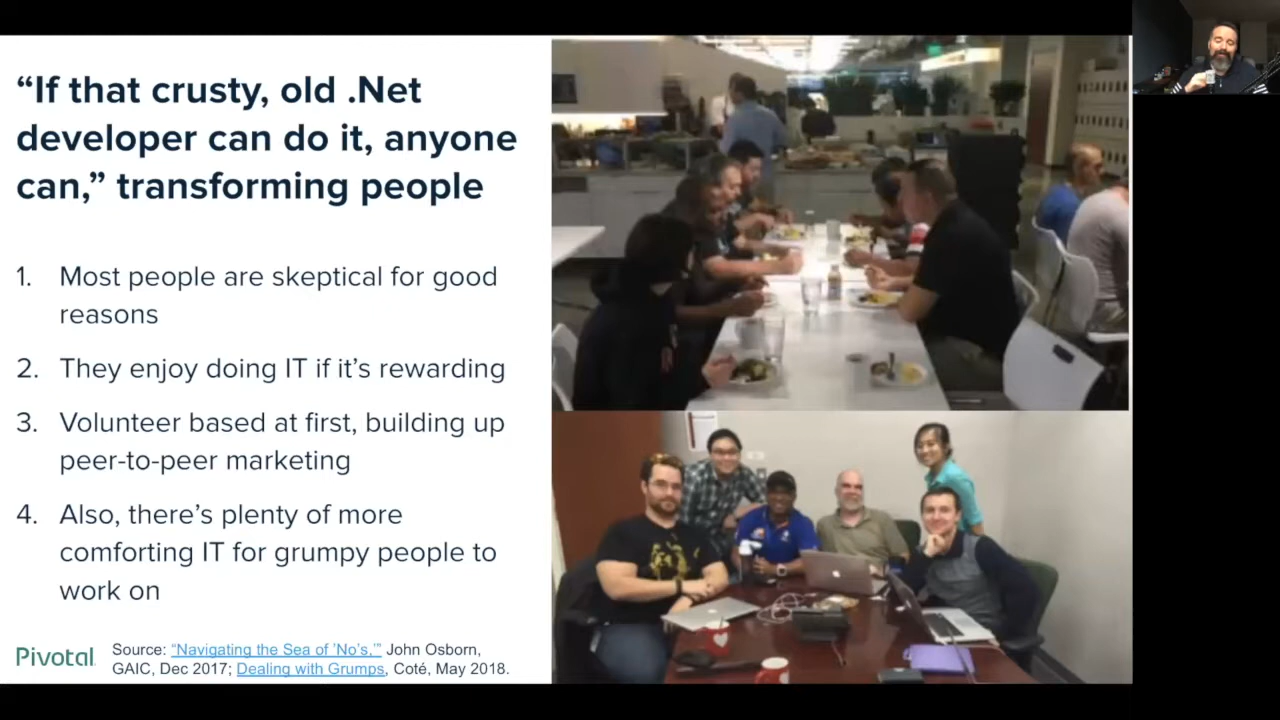 “If that crusty, old .Net
developer can do it, anyone
can,” transforming people
1. Most people are skeptical for good
reasons
2. They enjoy doing IT if it’s rewarding
3. Volunteer based at first, building up
peer-to-peer marketing
4. Also, there’s plenty of more
comforting IT for grumpy people to
work on
Pivotal
Source: “Navigating the Sea of ’No’s,’” John Osborn,
GAIC, Dec 2017; Dealing with Grumps, Coté, May 2018.